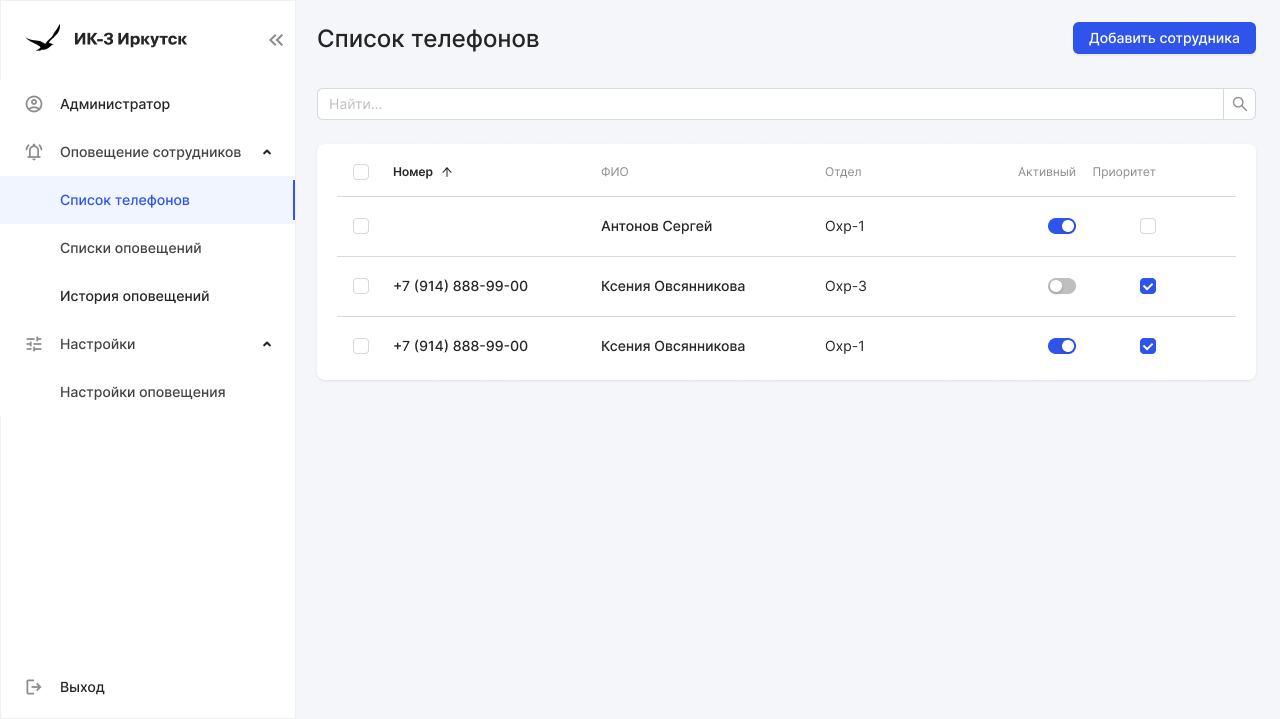 ИК-3 Иркутск
Администратор
Оповещение сотрудников
Список телефонов
Списки оповещений
История оповещений
Настройки
Настройки оповещения
Выход
Список телефонов
Добавить сотрудника
Найти...
Номер ФИО Отдел Активный Приоритет
Антонов Сергей Охр-1
+7 (914) 888-99-00 Ксения Овсянникова Охр-3
+7 (914) 888-99-00 Ксения Овсянникова Охр-1